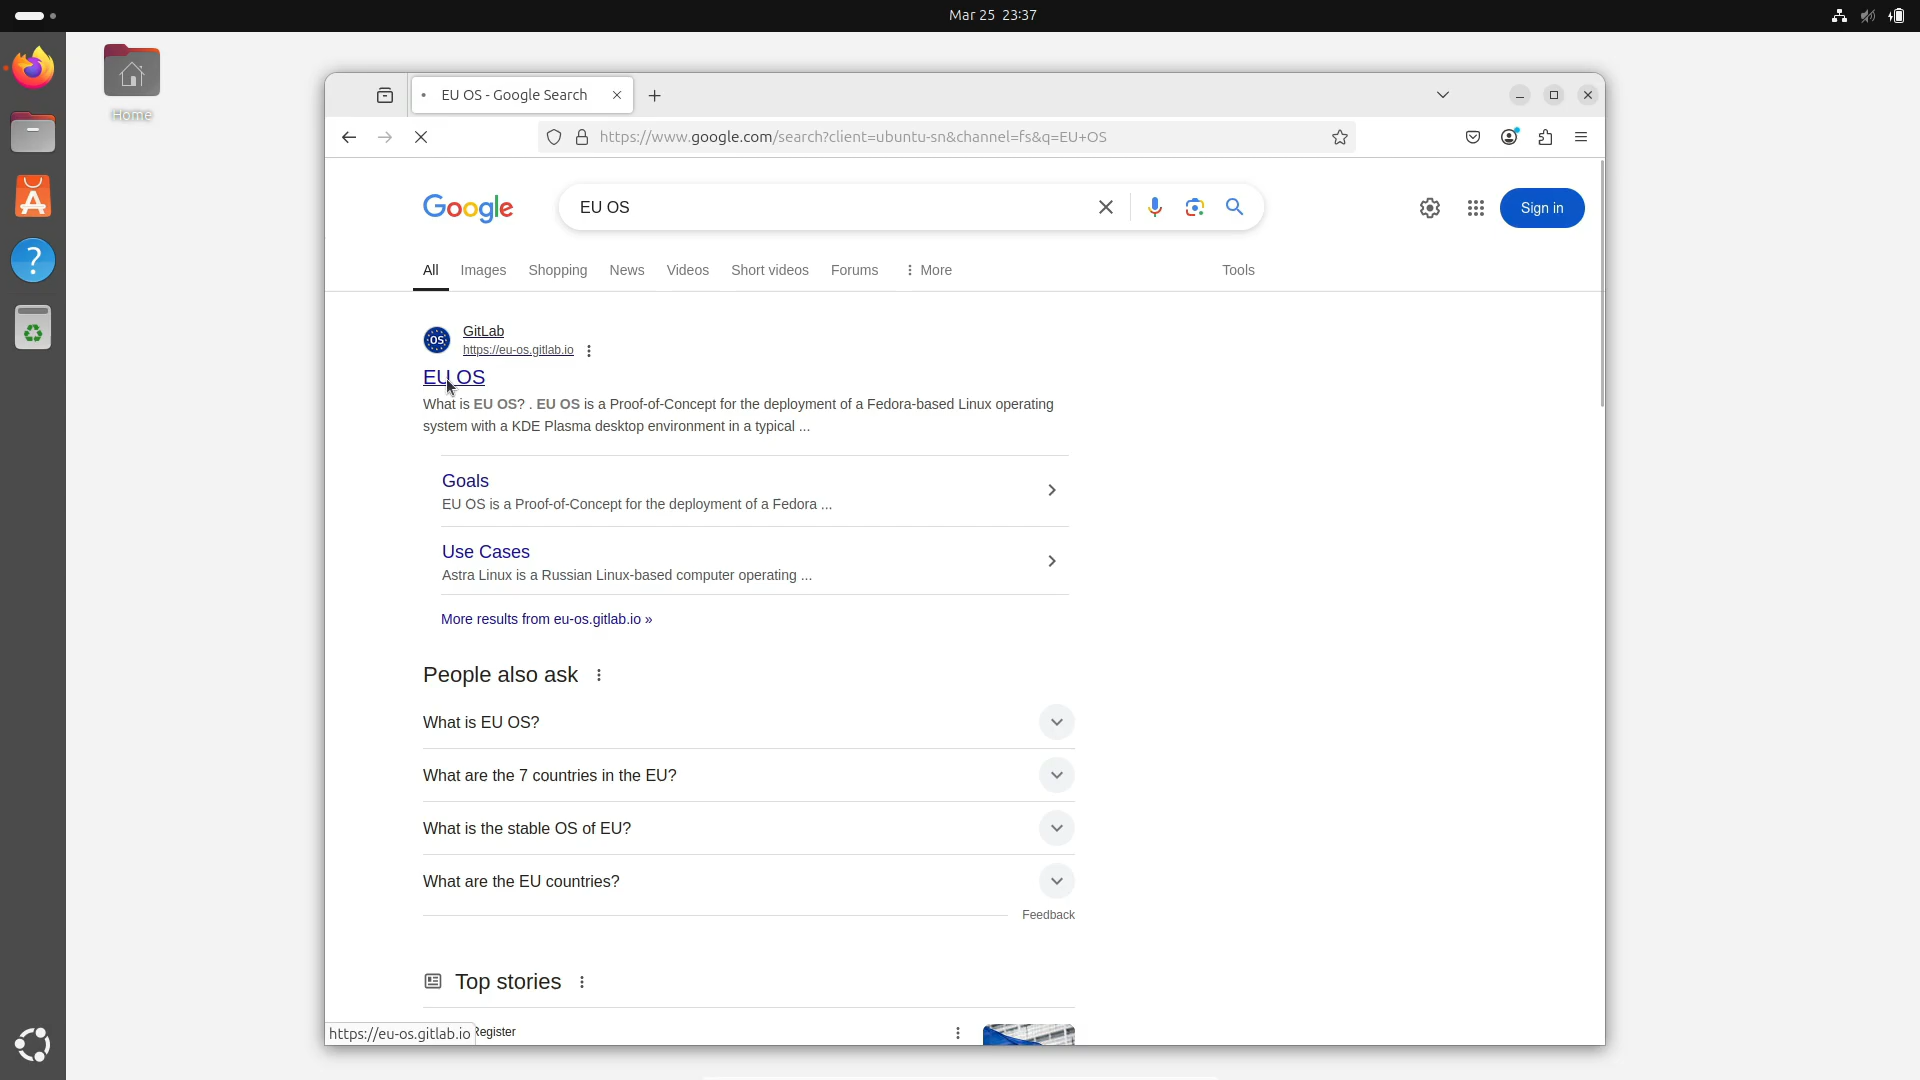 Mar 25 23:37
Home
EU OS - Google Search
https://www.google.com/search?client=ubuntu-sn&channel=fs&q=EU+OS
Google
EU OS
Sign in
All Images Shopping News Videos Short videos Forums More Tools
OS
GitLab
https://eu-os.gitlab.io
EU OS
What is EU OS? . EU OS is a Proof-of-Concept for the deployment of a Fedora-based Linux operating
system with a KDE Plasma desktop environment in a typical ...
Goals
EU OS is a Proof-of-Concept for the deployment of a Fedora ...
Use Cases
Astra Linux is a Russian Linux-based computer operating ...
More results from eu-os.gitlab.io »
People also ask
What is EU OS?
What are the 7 countries in the EU?
What is the stable OS of EU?
What are the EU countries?
Feedback
Top stories
https://eu-os.gitlab.io Register